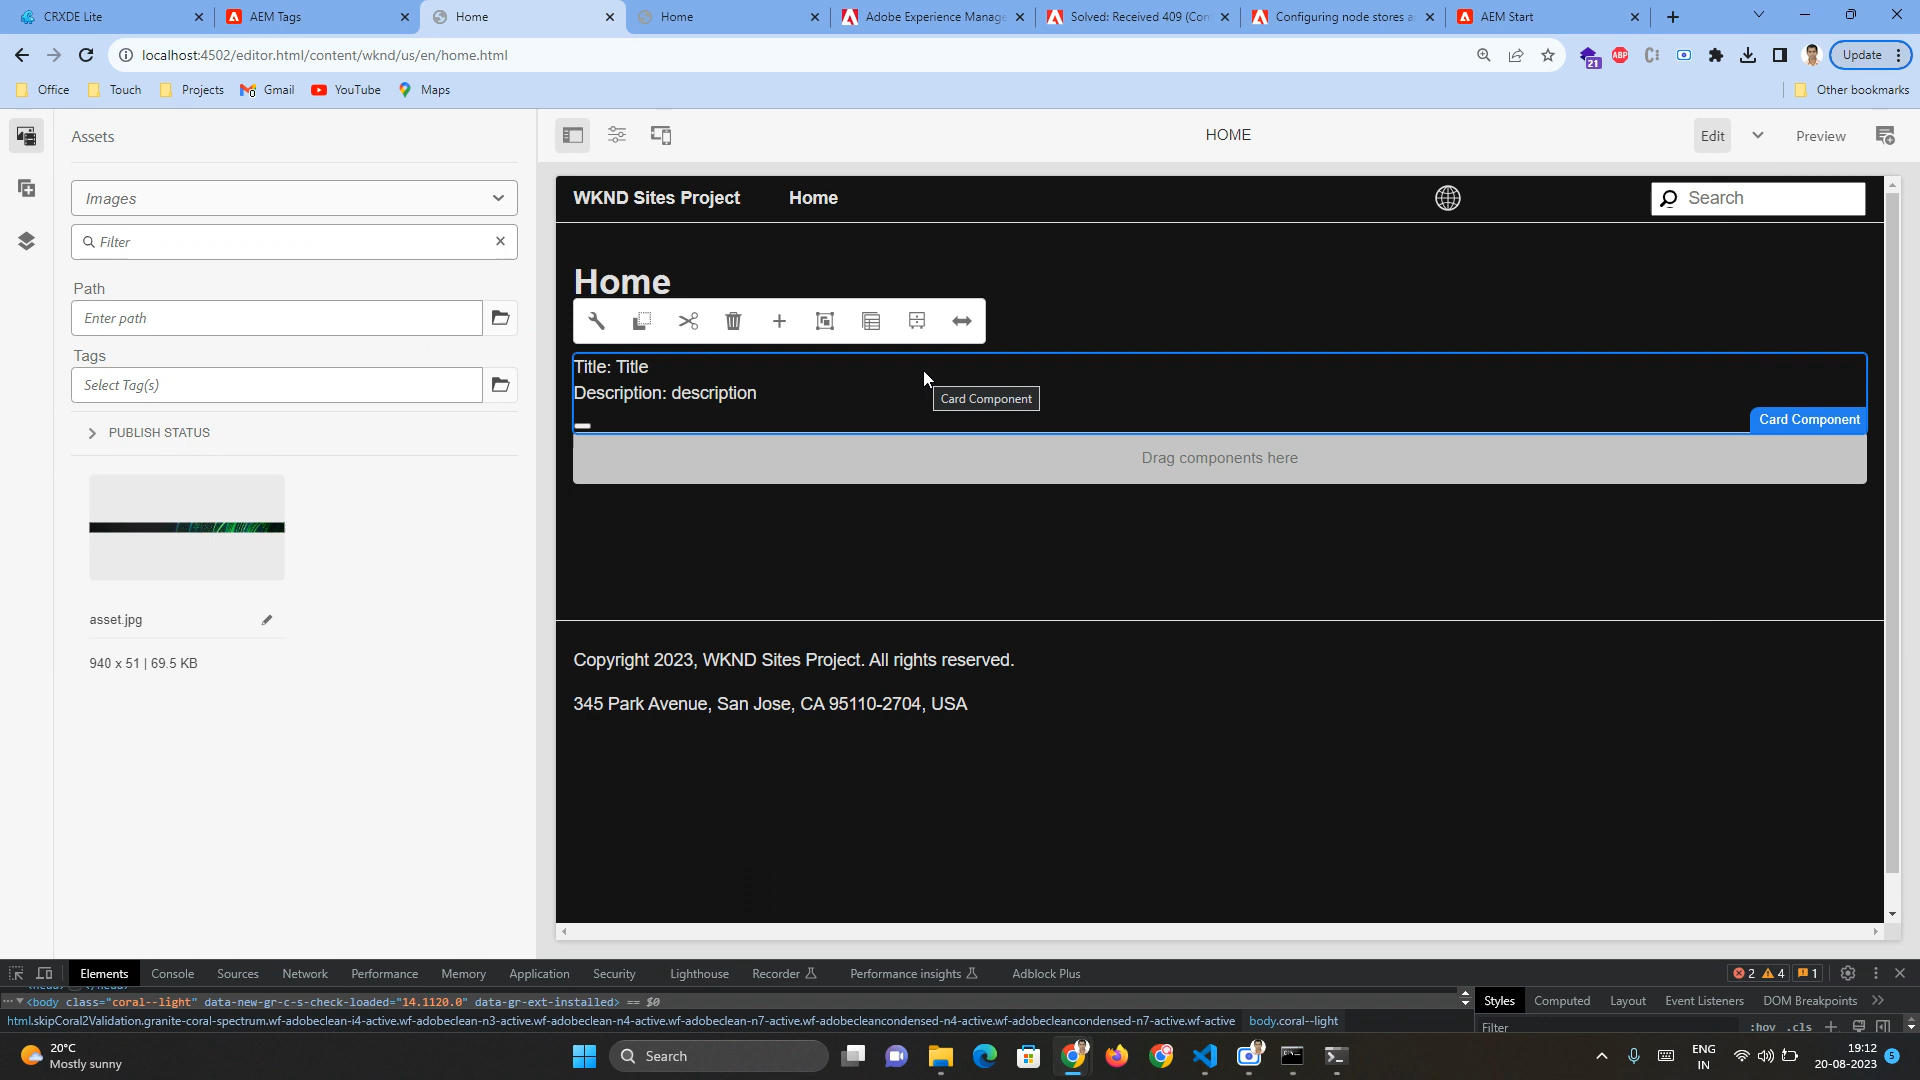 CRXDE Lite
AEM Tags
Home
Home
Adobe Experience Manage
Solved: Received 409 (Con
Configuring node stores a
AEM Start
localhost:4502/editor.html/content/wknd/us/en/home.html
21
ABP
Update
Office
Touch
Projects
Gmail
YouTube
Maps
Other bookmarks
Assets
HOME
Edit
Preview
Images
Filter
Path
Enter path
Tags
Select Tag(s)
PUBLISH STATUS
asset.jpg
940 x 51 | 69.5 KB
WKND Sites Project
Home
Search
Home
Title: Title
Description: description
Card Component
Card Component
Drag components here
Copyright 2023, WKND Sites Project. All rights reserved.
345 Park Avenue, San Jose, CA 95110-2704, USA
Elements
Console
Sources
Network
Performance
Memory
Application
Security
Lighthouse
Recorder
Performance insights
Adblock Plus
2
4
1
<body class="coral--light" data-new-gr-c-s-check-loaded="14.1120.0" data-gr-ext-installed> == $0
Styles
Computed
Layout
Event Listeners
DOM Breakpoints
html.skipCoral2Validation.granite-coral-spectrum.wf-adobeclean-i4-active.wf-adobeclean-n3-active.wf-adobeclean-n4-active.wf-adobeclean-n7-active.wf-adobecleancondensed-n4-active.wf-adobecleancondensed-n7-active.wf-active
body.coral--light
Filter
:hov
.cls
20°C
Mostly sunny
Search
ENG
IN
19:12
20-08-2023
5